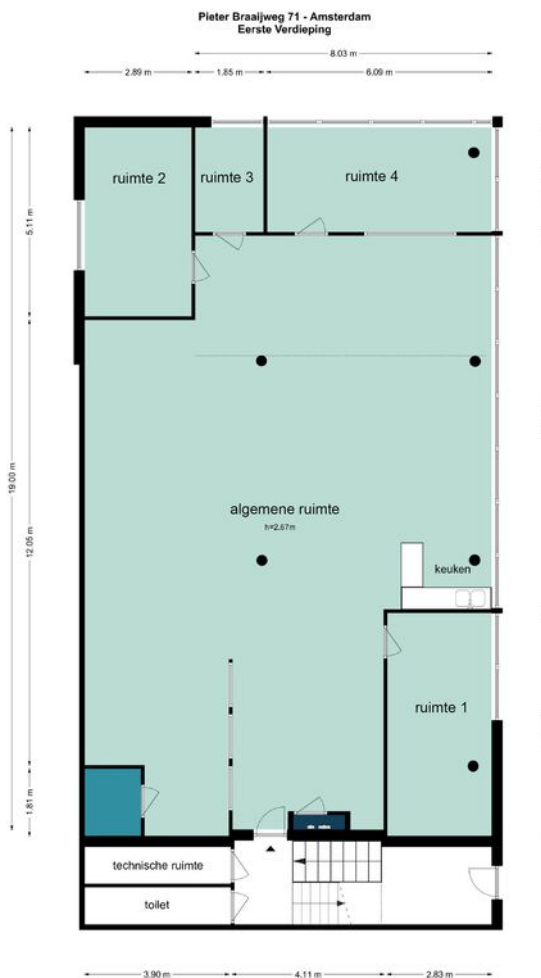 Pieter Braaijweg 71 - Amsterdam
Eerste Verdieping
8.03 m
2.89 m
1.85 m
6.09 m
ruimte 2
ruimte 3
ruimte 4
5.11 m
19.00 m
algemene ruimte
h=2.67m
12.05 m
keuken
ruimte 1
1.81 m
technische ruimte
toilet
3.90 m
4.11 m
2.83 m